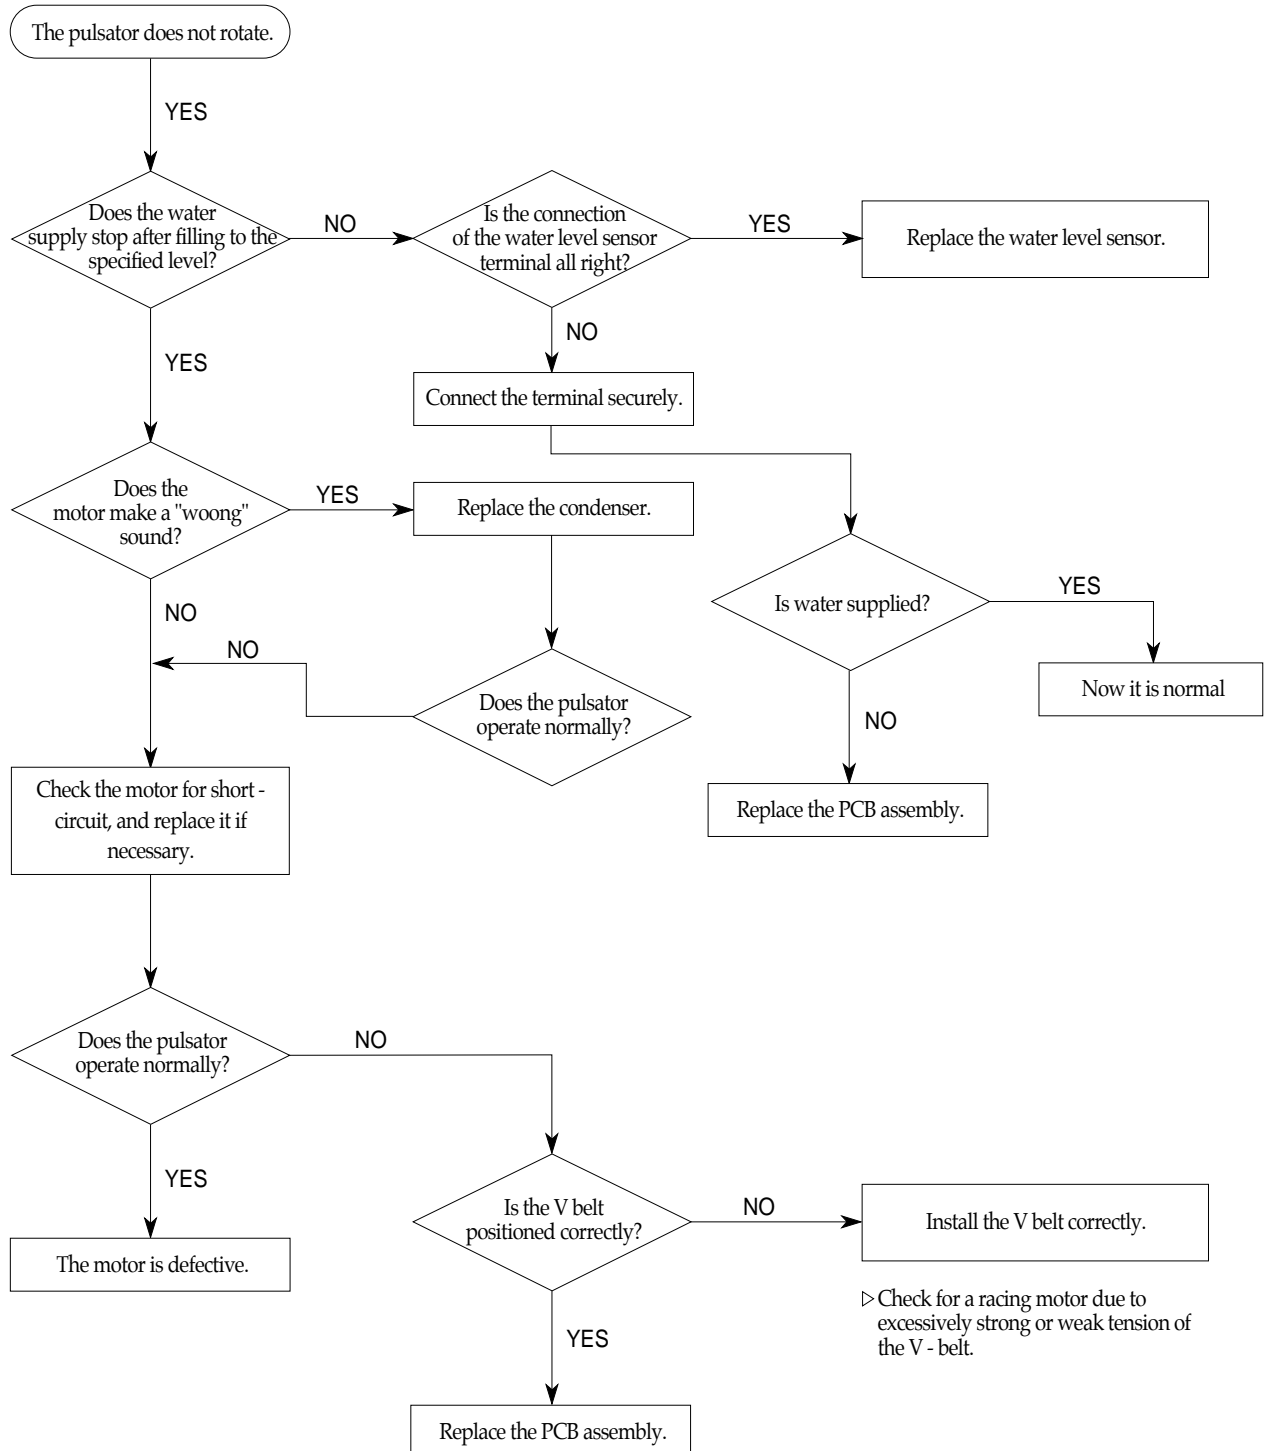 The pulsator does not rotate.
YES
Does the water
supply stop after filling to the
specified level?
NO
Is the connection
of the water level sensor
terminal all right?
YES
Replace the water level sensor.
YES
NO
Connect the terminal securely.
Does the
motor make a "woong"
sound?
YES
Replace the condenser.
Is water supplied?
YES
NO
NO
Does the pulsator
operate normally?
Now it is normal
NO
Check the motor for short -
circuit, and replace it if
necessary.
Replace the PCB assembly.
Does the pulsator
operate normally?
NO
YES
Is the V belt
positioned correctly?
NO
Install the V belt correctly.
The motor is defective.
▷ Check for a racing motor due to
excessively strong or weak tension of
the V - belt.
YES
Replace the PCB assembly.